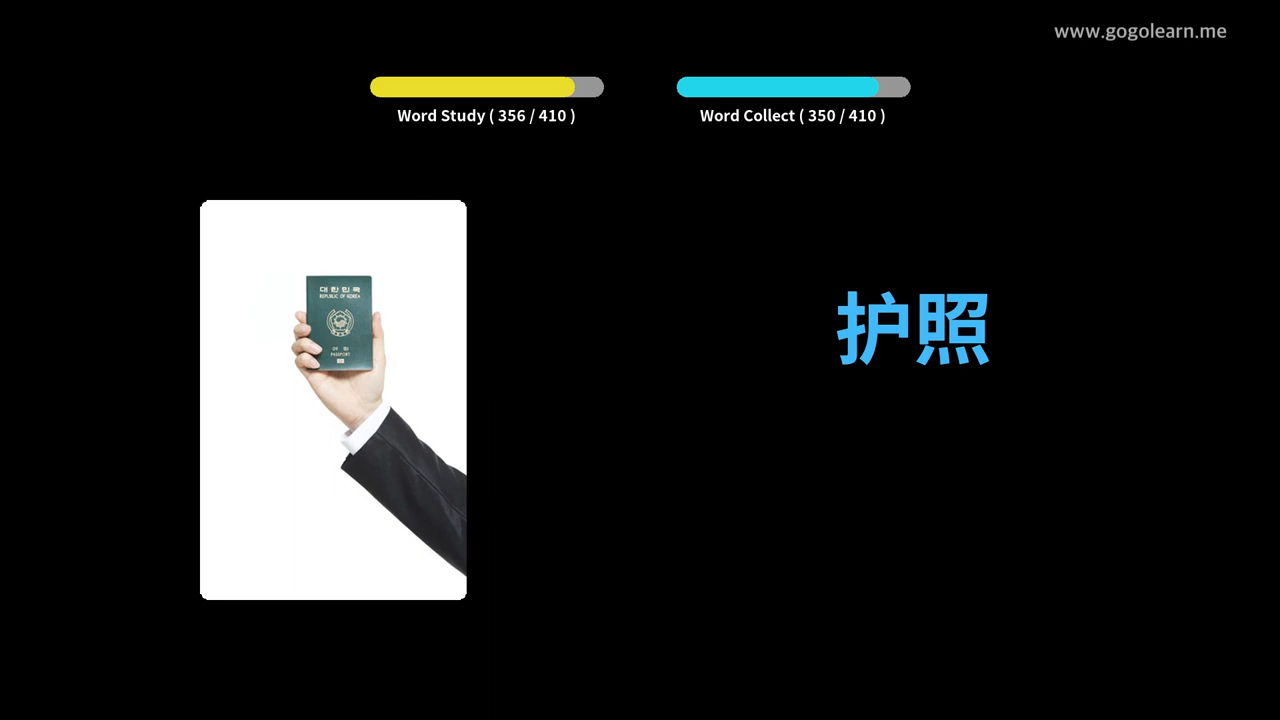 www.gogolearn.me
Word Study ( 356 / 410 )
Word Collect ( 350 / 410 )
대한민국
REPUBLIC OF KOREA
PASSPORT
护照